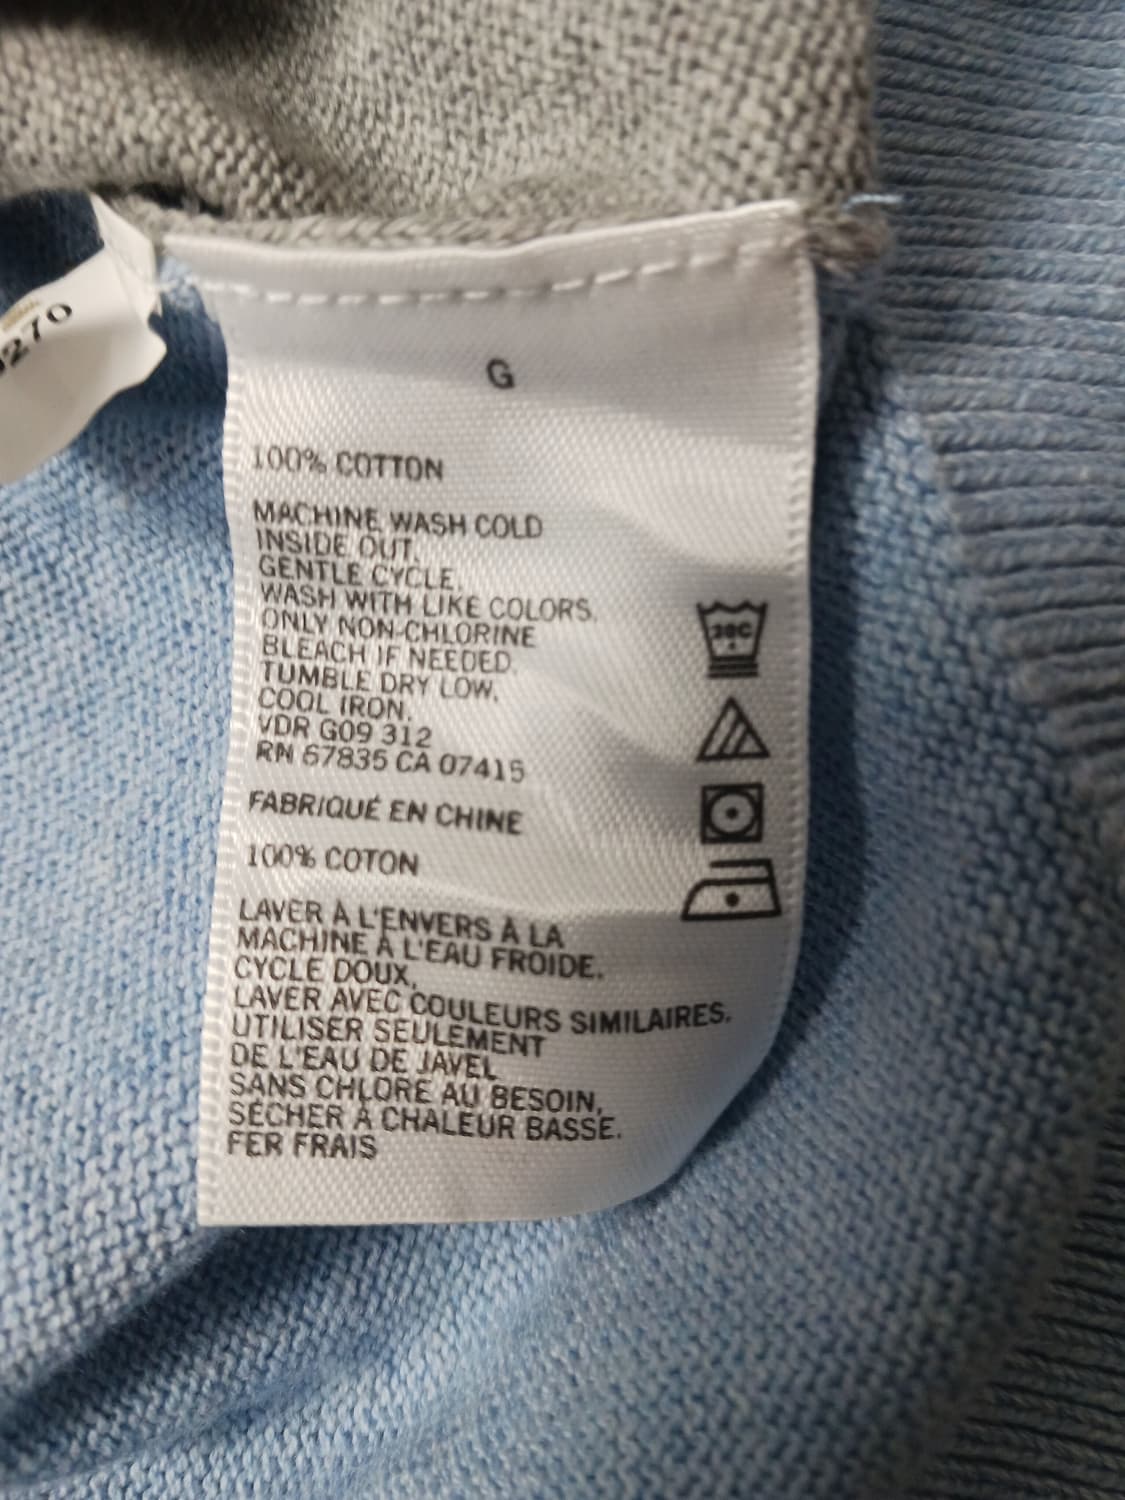 270
G
100% COTTON
MACHINE WASH COLD
INSIDE OUT.
GENTLE CYCLE.
WASH WITH LIKE COLORS.
ONLY NON-CHLORINE
BLEACH IF NEEDED.
TUMBLE DRY LOW.
COOL IRON.
VDR G09 312
RN 67835 CA 07415
FABRIQUÉ EN CHINE
100% COTON
LAVER À L'ENVERS À LA
MACHINE À L'EAU FROIDE.
CYCLE DOUX,
LAVER AVEC COULEURS SIMILAIRES.
UTILISER SEULEMENT
DE L'EAU DE JAVEL
SANS CHLORE AU BESOIN,
SÉCHER À CHALEUR BASSE.
FER FRAIS
30C